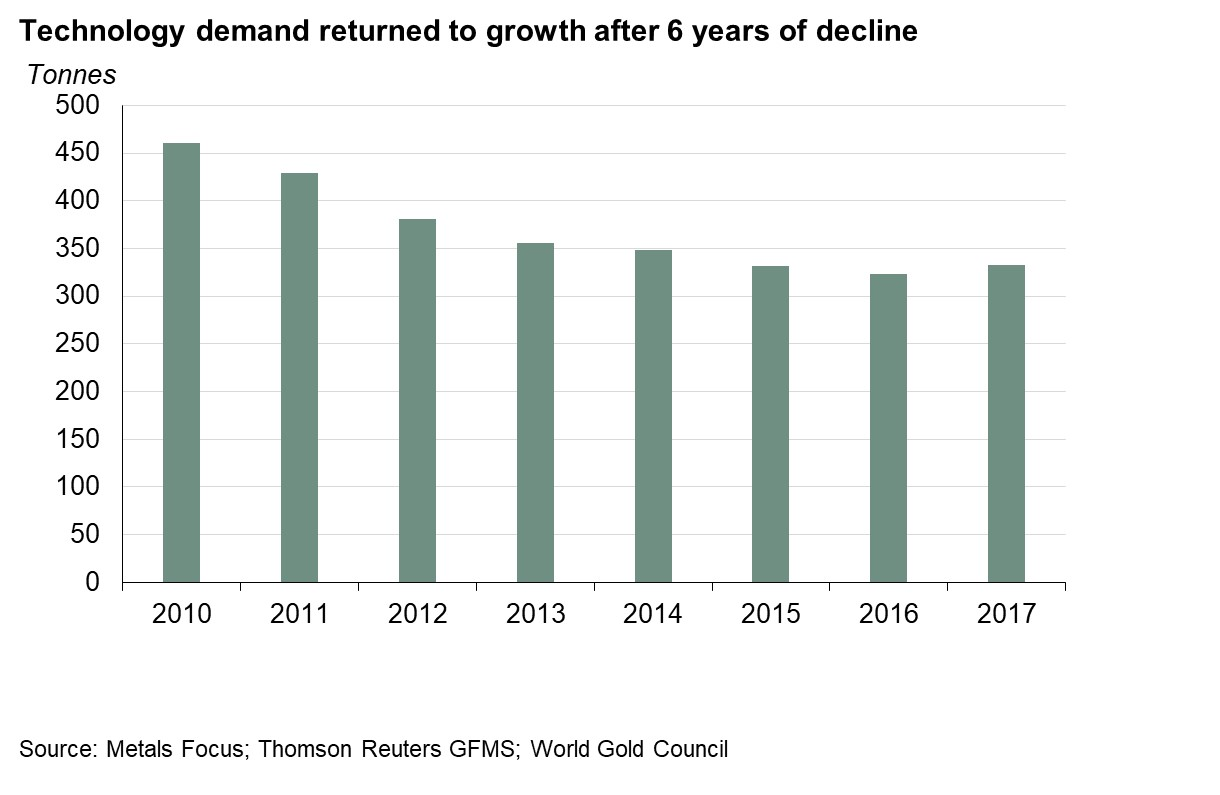 Technology demand returned to growth after 6 years of decline
Tonnes
500
450
400
350
300
250
200
150
100
50
0
2010 2011 2012 2013 2014 2015 2016 2017
Source: Metals Focus; Thomson Reuters GFMS; World Gold Council